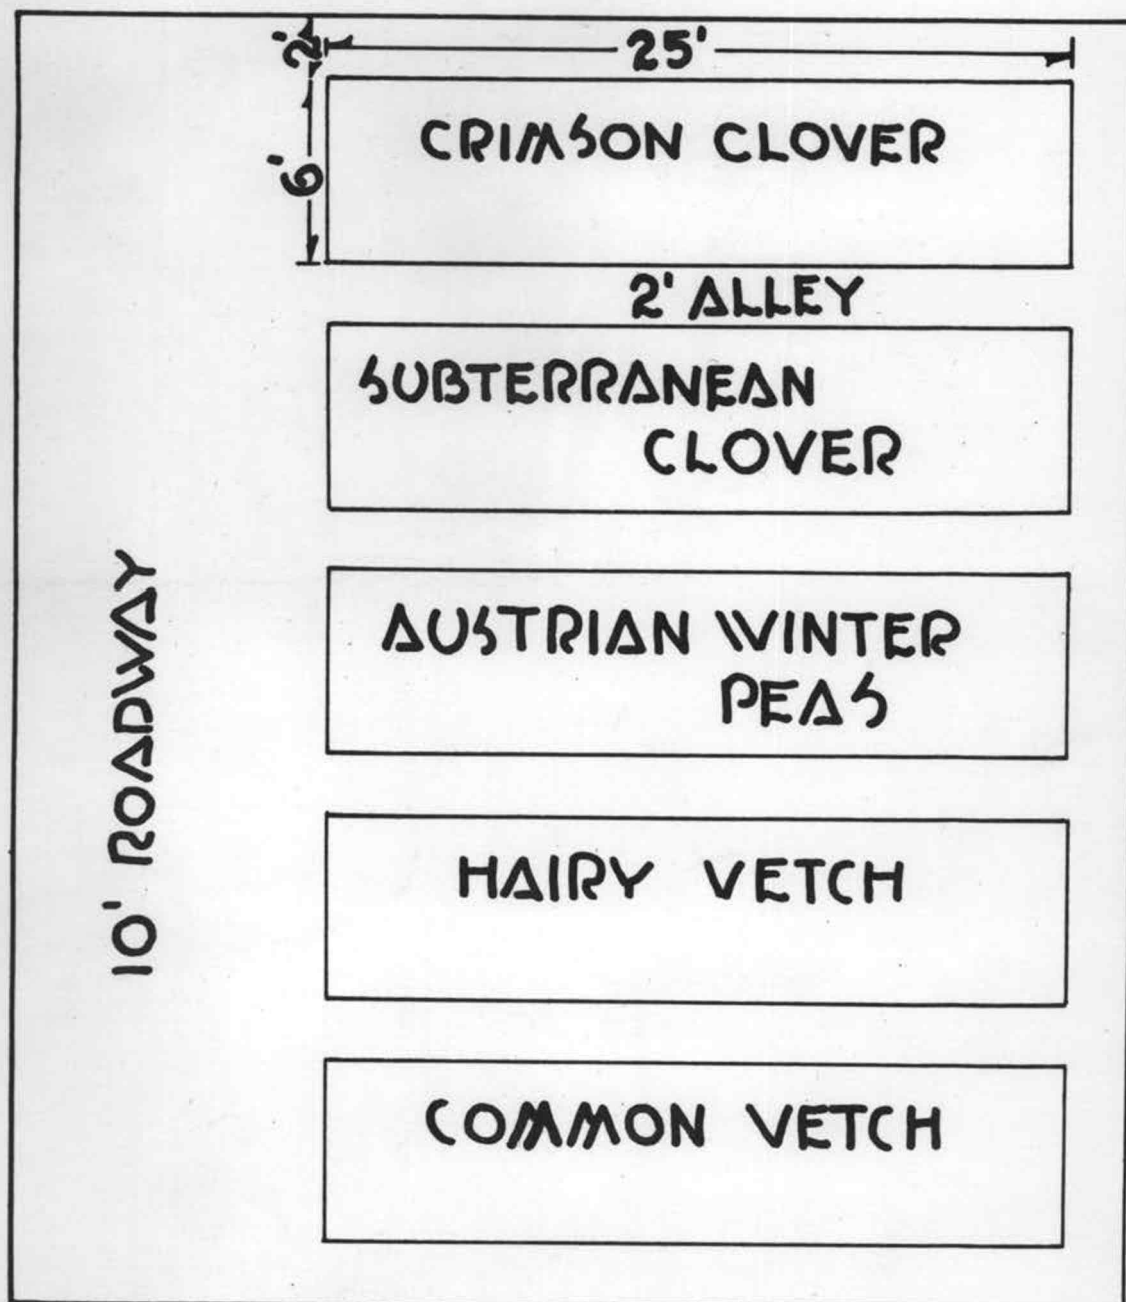 2'
25'
6'
CRIMSON CLOVER
2' ALLEY
SUBTERRANEAN
CLOVER
AUSTRIAN WINTER
PEAS
10' ROADWAY
HAIRY VETCH
COMMON VETCH